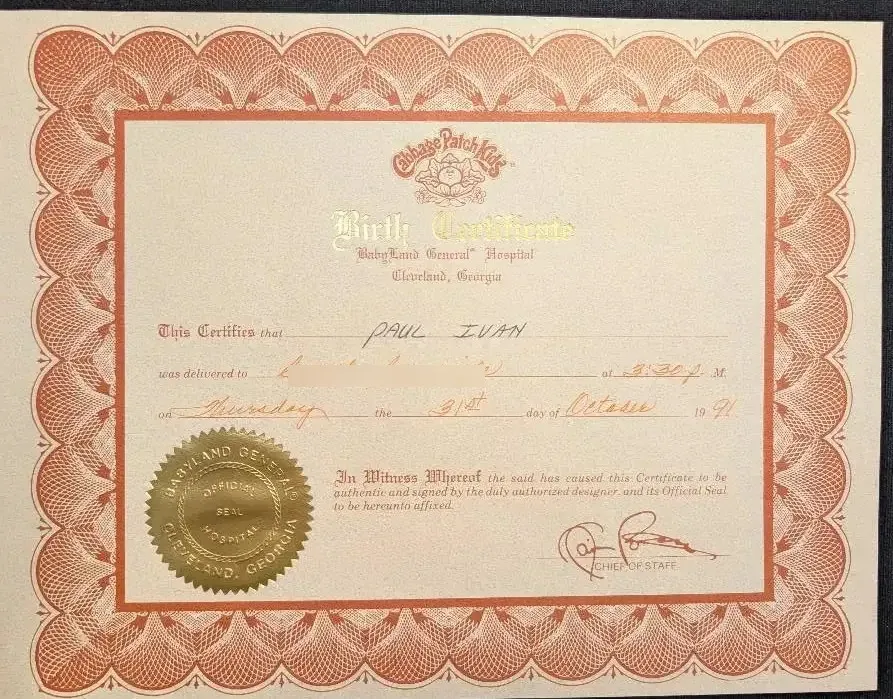 Cabbage Patch Kids®
Birth Certificate
BabyLand General® Hospital
Cleveland, Georgia
This Certifies that PAUL IVAN
was delivered to at 3:30 P. M.
on Thursday the 31st day of October 1991
In Witness Whereof the said has caused this Certificate to be
authentic and signed by the duly authorized designer, and its Official Seal
to be hereunto affixed.
BABYLAND GENERAL®
OFFICIAL
SEAL
HOSPITAL
CLEVELAND, GEORGIA
CHIEF OF STAFF